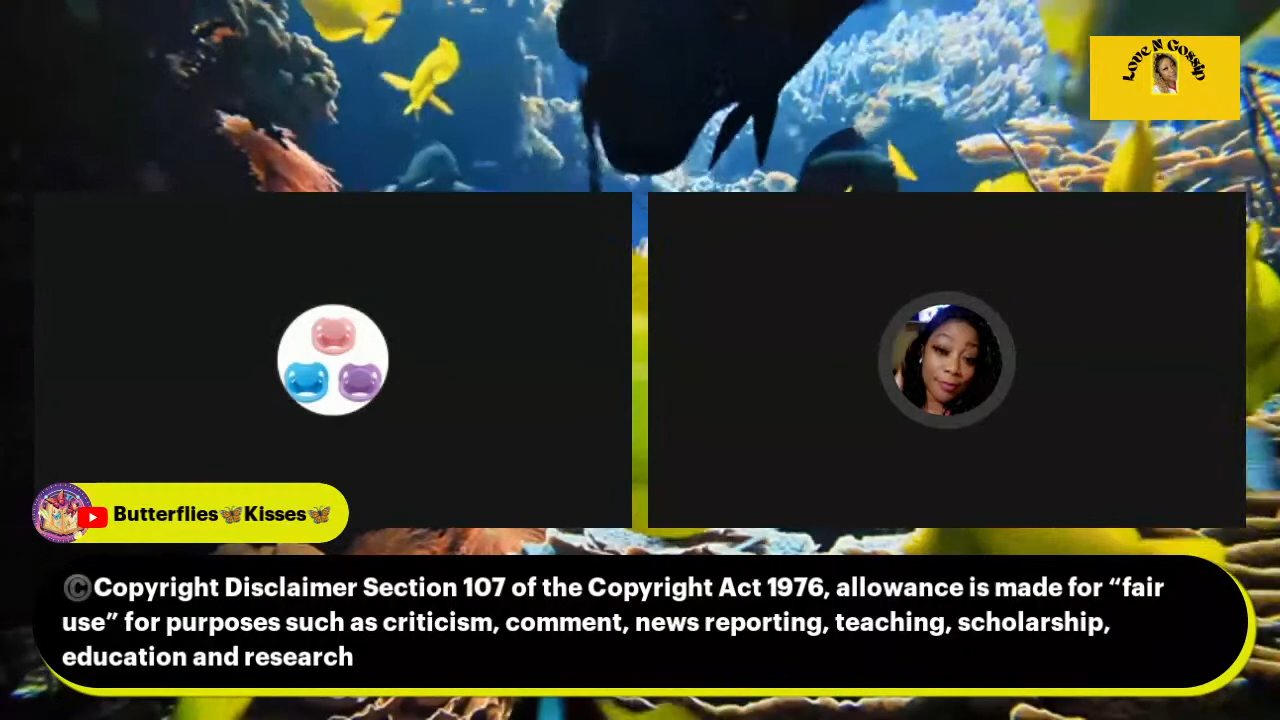 Love N Gossip
Butterflies🦋Kisses🦋
©Copyright Disclaimer Section 107 of the Copyright Act 1976, allowance is made for “fair
use” for purposes such as criticism, comment, news reporting, teaching, scholarship,
education and research